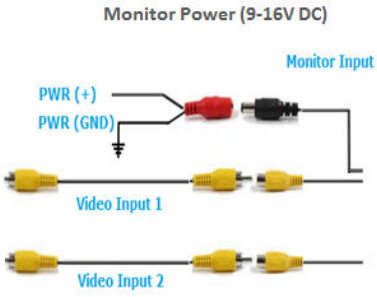 Monitor Power (9-16V DC)
Monitor Input
PWR (+)
PWR (GND)
Video Input 1
Video Input 2